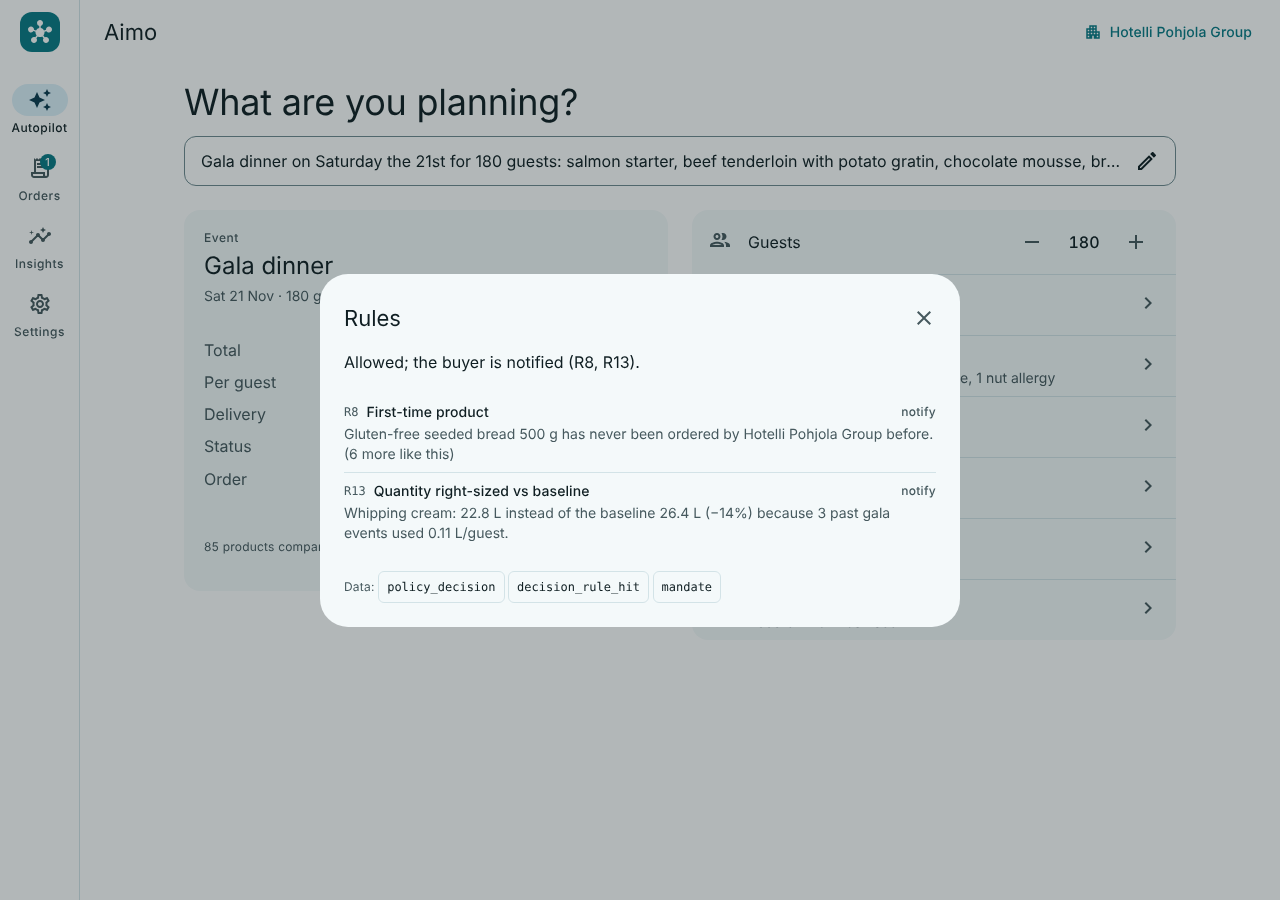 Aimo
Hotelli Pohjola Group
Autopilot
1
Orders
Insights
Settings
What are you planning?
Gala dinner on Saturday the 21st for 180 guests: salmon starter, beef tenderloin with potato gratin, chocolate mousse, br...
Event
Gala dinner
Sat 21 Nov · 180 g
Total
Per guest
Delivery
Status
Order
85 products compar
Guests
180
e, 1 nut allergy
Rules
Allowed; the buyer is notified (R8, R13).
R8 First-time product notify
Gluten-free seeded bread 500 g has never been ordered by Hotelli Pohjola Group before.
(6 more like this)
R13 Quantity right-sized vs baseline notify
Whipping cream: 22.8 L instead of the baseline 26.4 L (−14%) because 3 past gala
events used 0.11 L/guest.
Data: policy_decision decision_rule_hit mandate